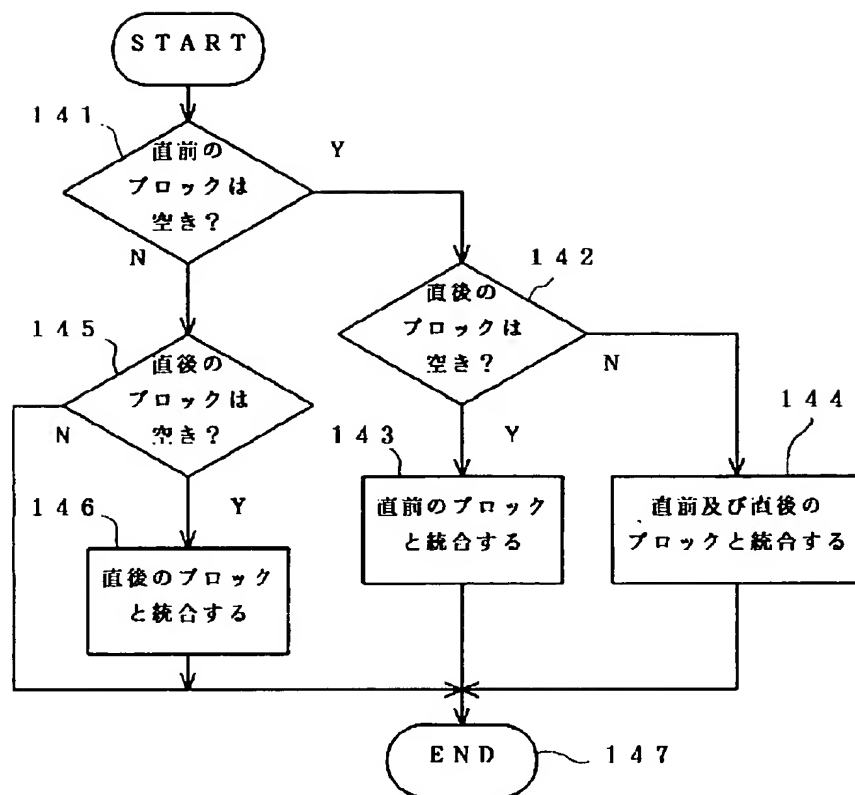 START
141
直前の
ブロックは
空き?
Y
N
142
直後の
ブロックは
空き?
N
Y
145
直後の
ブロックは
空き?
N
Y
143
直前のブロック
と統合する
144
直前及び直後の
ブロックと統合する
146
直後のブロック
と統合する
END
147